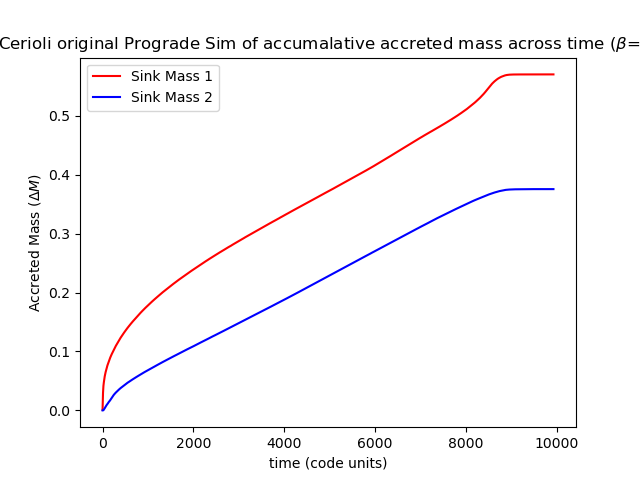 Cerioli original Prograde Sim of accumalative accreted mass across time (β=
Sink Mass 1
Sink Mass 2
Accreted Mass (ΔM)
0.5
0.4
0.3
0.2
0.1
0.0
0 2000 4000 6000 8000 10000
time (code units)